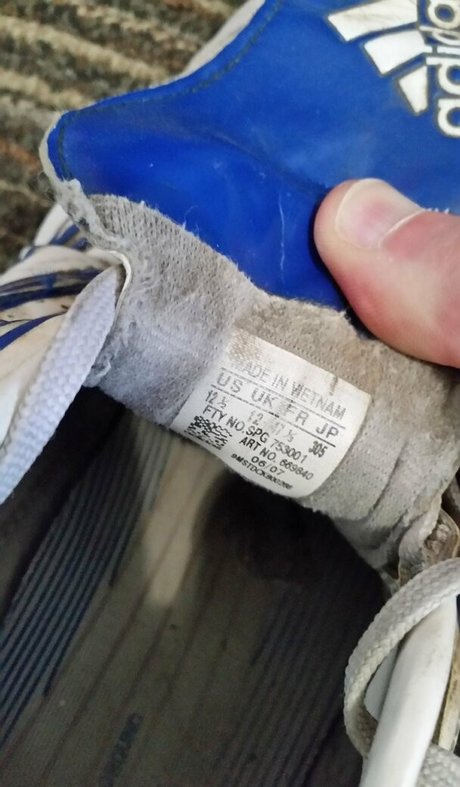 adidas
MADE IN VIETNAM
US UK FR JP
12 ½ 12 47 ⅓ 305
FTY NO.SPG 753001
ART NO. 669840
06/07